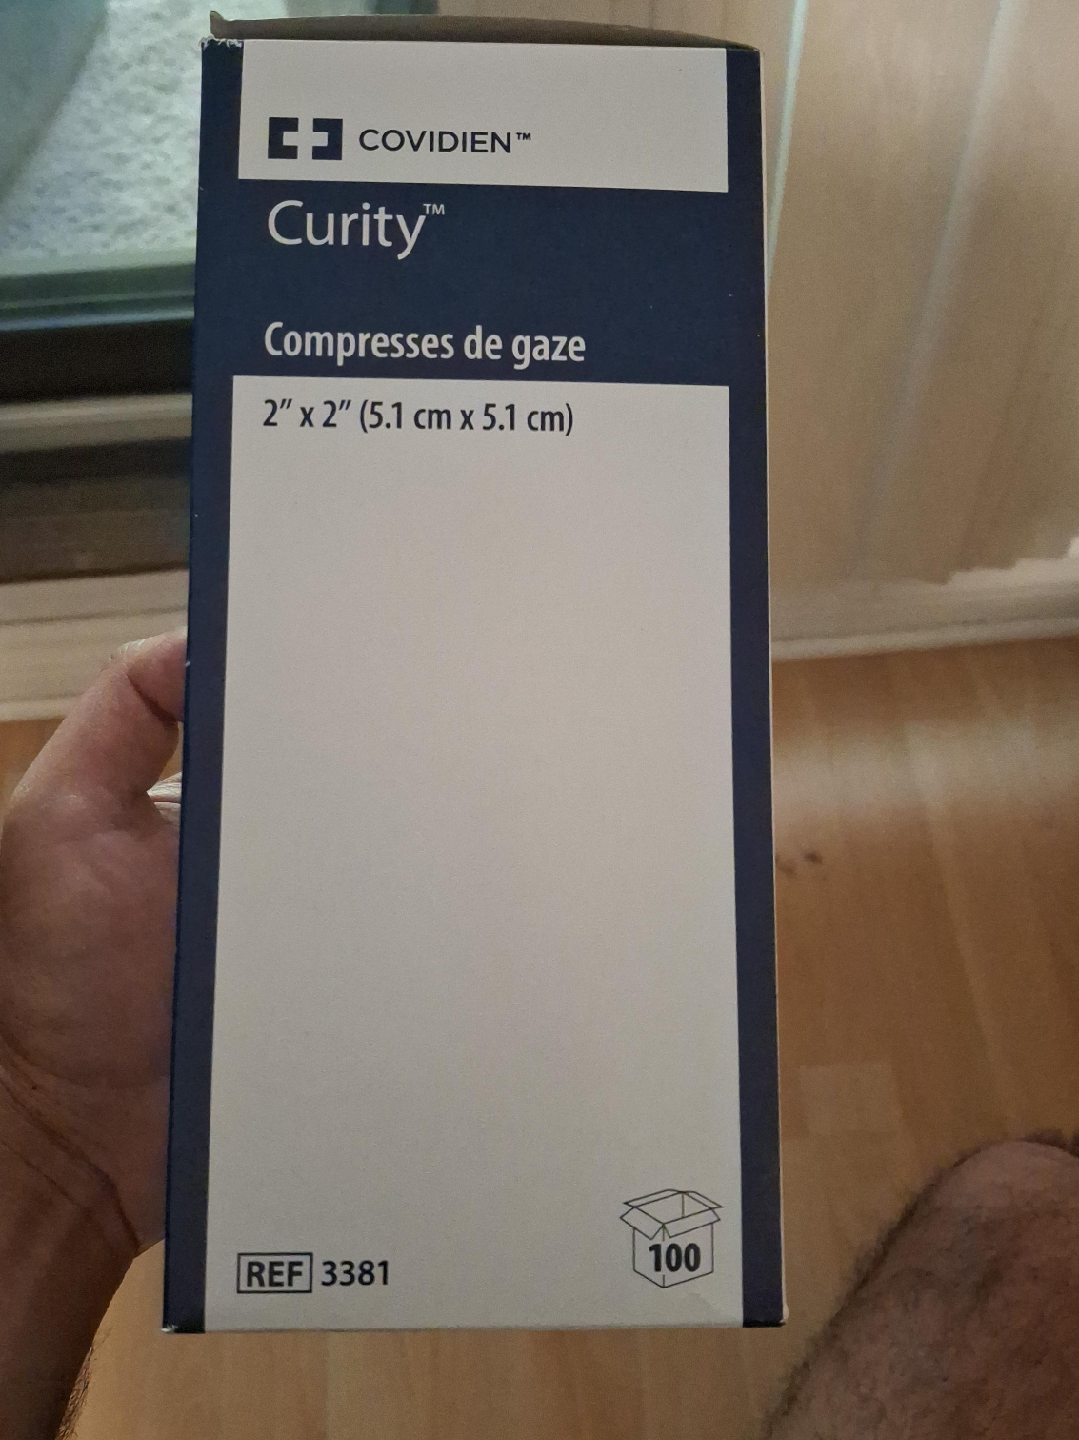 COVIDIEN™
Curity™
Compresses de gaze
2” x 2” (5.1 cm x 5.1 cm)
REF 3381
100